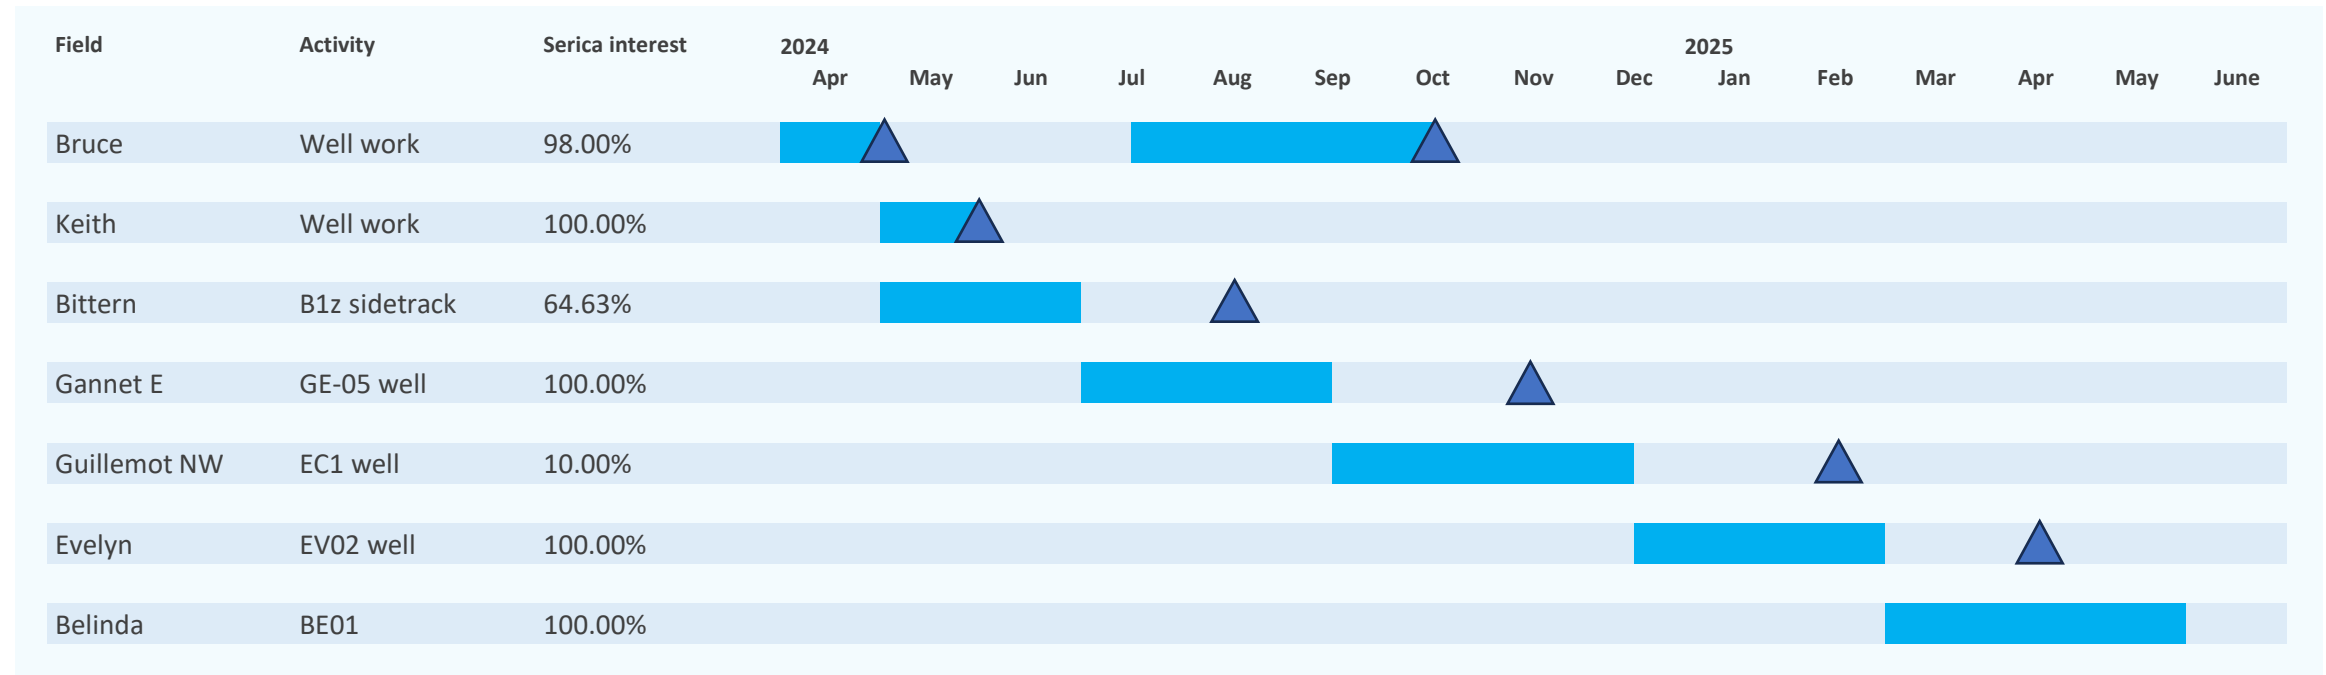 Field Activity Serica interest 2024 2025
Apr May Jun Jul Aug Sep Oct Nov Dec Jan Feb Mar Apr May June
Bruce Well work 98.00%
Keith Well work 100.00%
Bittern B1z sidetrack 64.63%
Gannet E GE-05 well 100.00%
Guillemot NW EC1 well 10.00%
Evelyn EV02 well 100.00%
Belinda BE01 100.00%